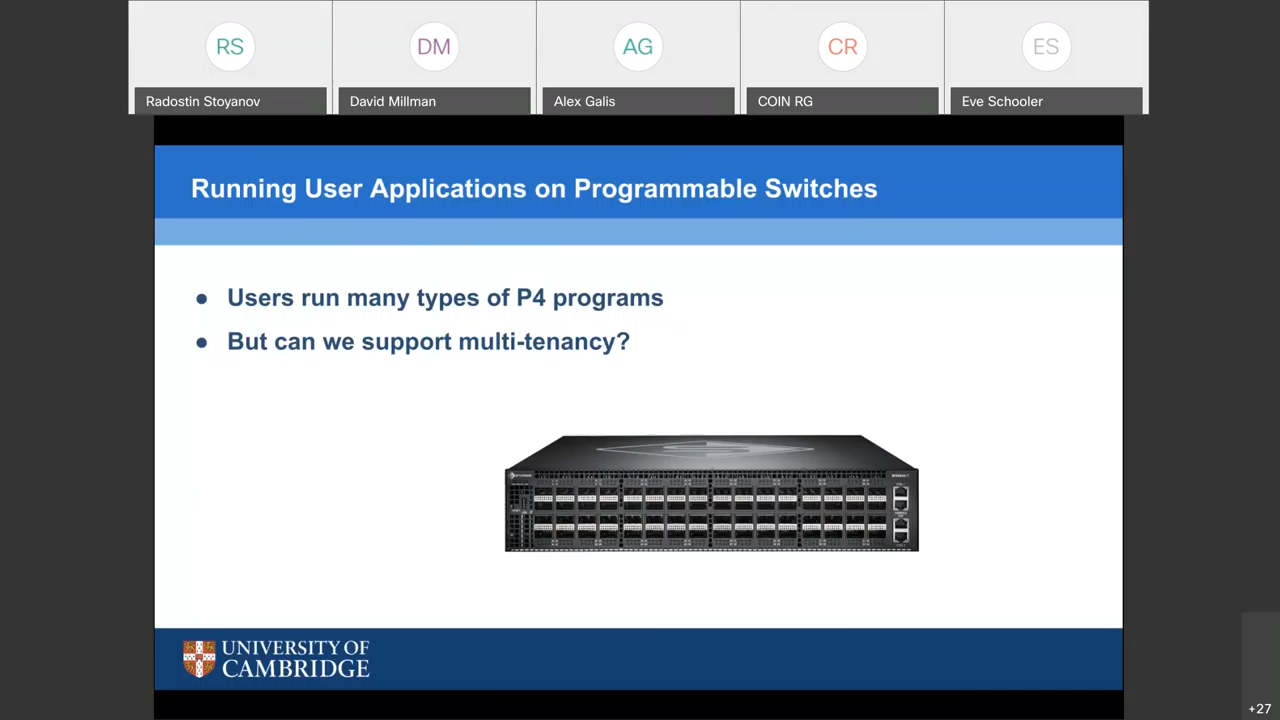 RS
DM
AG
CR
ES
Radostin Stoyanov
David Millman
Alex Galis
COIN RG
Eve Schooler
Running User Applications on Programmable Switches
● Users run many types of P4 programs
● But can we support multi-tenancy?
UNIVERSITY OF
CAMBRIDGE
+27